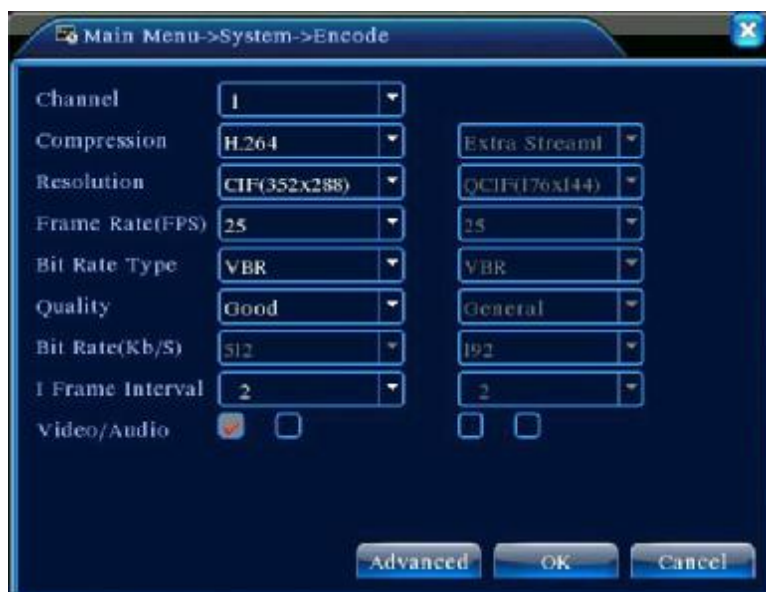 Main Menu->System->Encode
Channel 1
Compression H.264 Extra Stream1
Resolution CIF(352x288) QCIF(176x144)
Frame Rate(FPS) 25 25
Bit Rate Type VBR VBR
Quality Good General
Bit Rate(Kb/S) 512 192
I Frame Interval 2 2
Video/Audio
Advanced OK Cancel